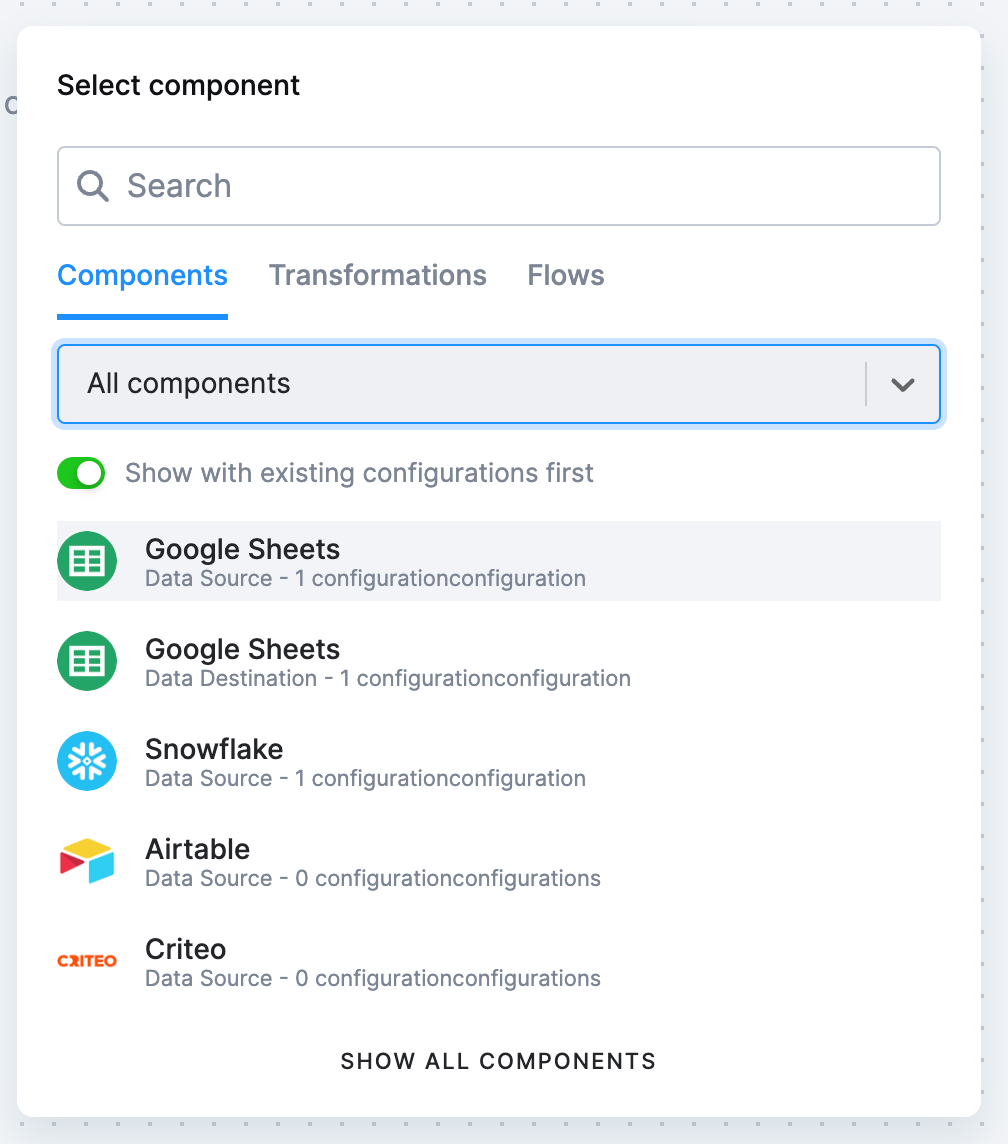 Select component
Search
Components Transformations Flows
All components
Show with existing configurations first
Google Sheets
Data Source - 1 configurationconfiguration
Google Sheets
Data Destination - 1 configurationconfiguration
Snowflake
Data Source - 1 configurationconfiguration
Airtable
Data Source - 0 configurationconfigurations
CRITEO
Criteo
Data Source - 0 configurationconfigurations
SHOW ALL COMPONENTS